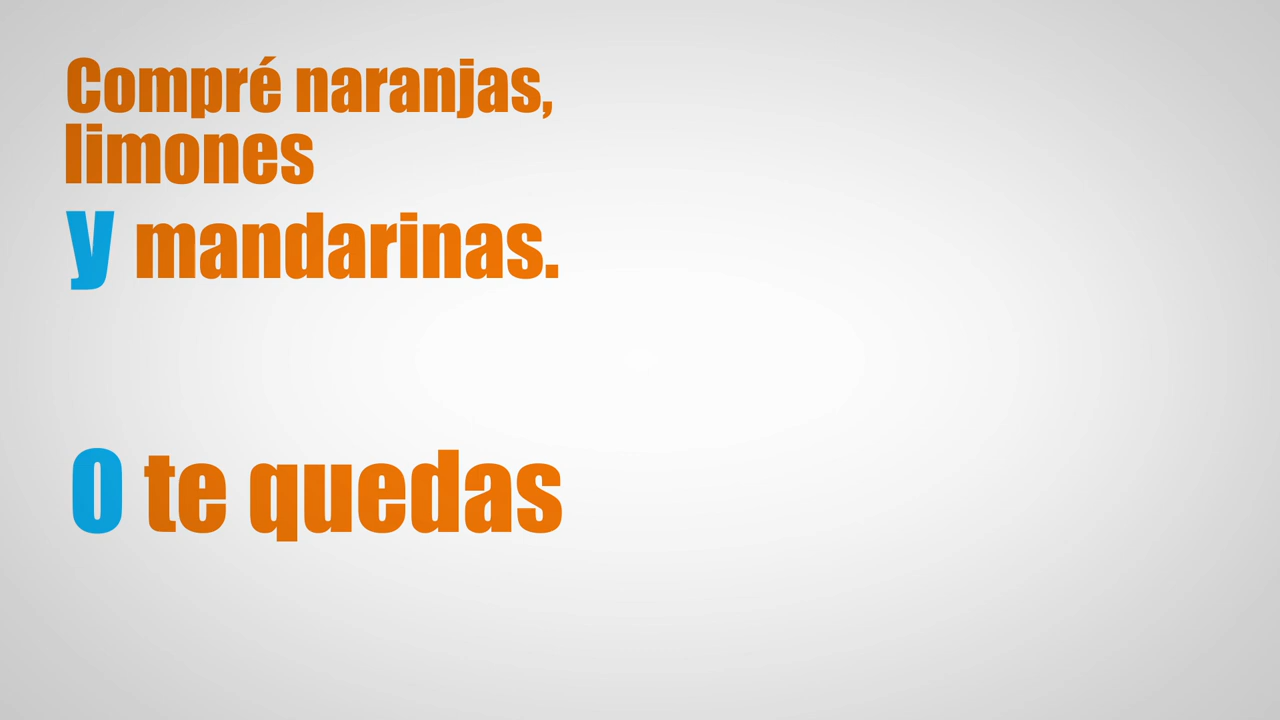 Compré naranjas,
limones
y mandarinas.
O te quedas